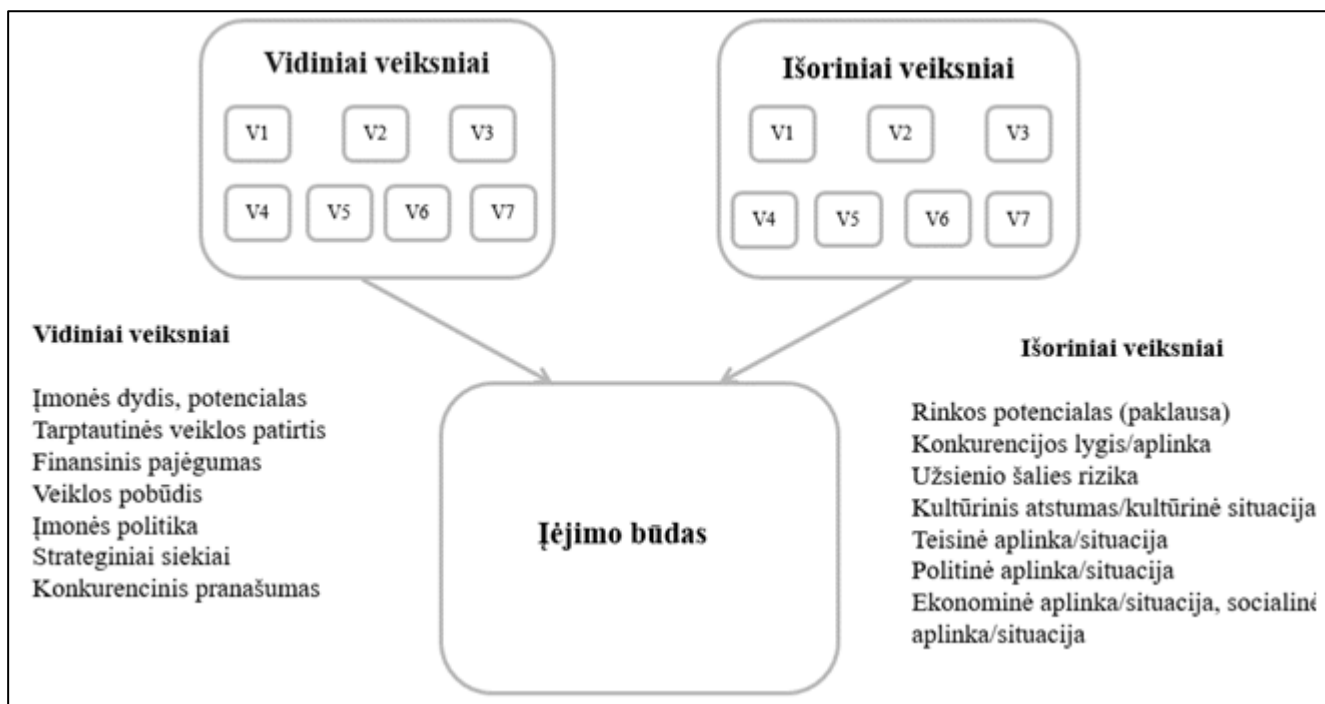 Vidiniai veiksniai
V1 V2 V3
V4 V5 V6 V7
Išoriniai veiksniai
V1 V2 V3
V4 V5 V6 V7
Vidiniai veiksniai
Įmonės dydis, potencialas
Tarptautinės veiklos patirtis
Finansinis pajėgumas
Veiklos pobūdis
Įmonės politika
Strateginiai siekiai
Konkurencinis pranašumas
Įėjimo būdas
Išoriniai veiksniai
Rinkos potencialas (paklausa)
Konkurencijos lygis/aplinka
Užsienio šalies rizika
Kultūrinis atstumas/kultūrinė situacija
Teisinė aplinka/situacija
Politinė aplinka/situacija
Ekonominė aplinka/situacija, socialinė
aplinka/situacija